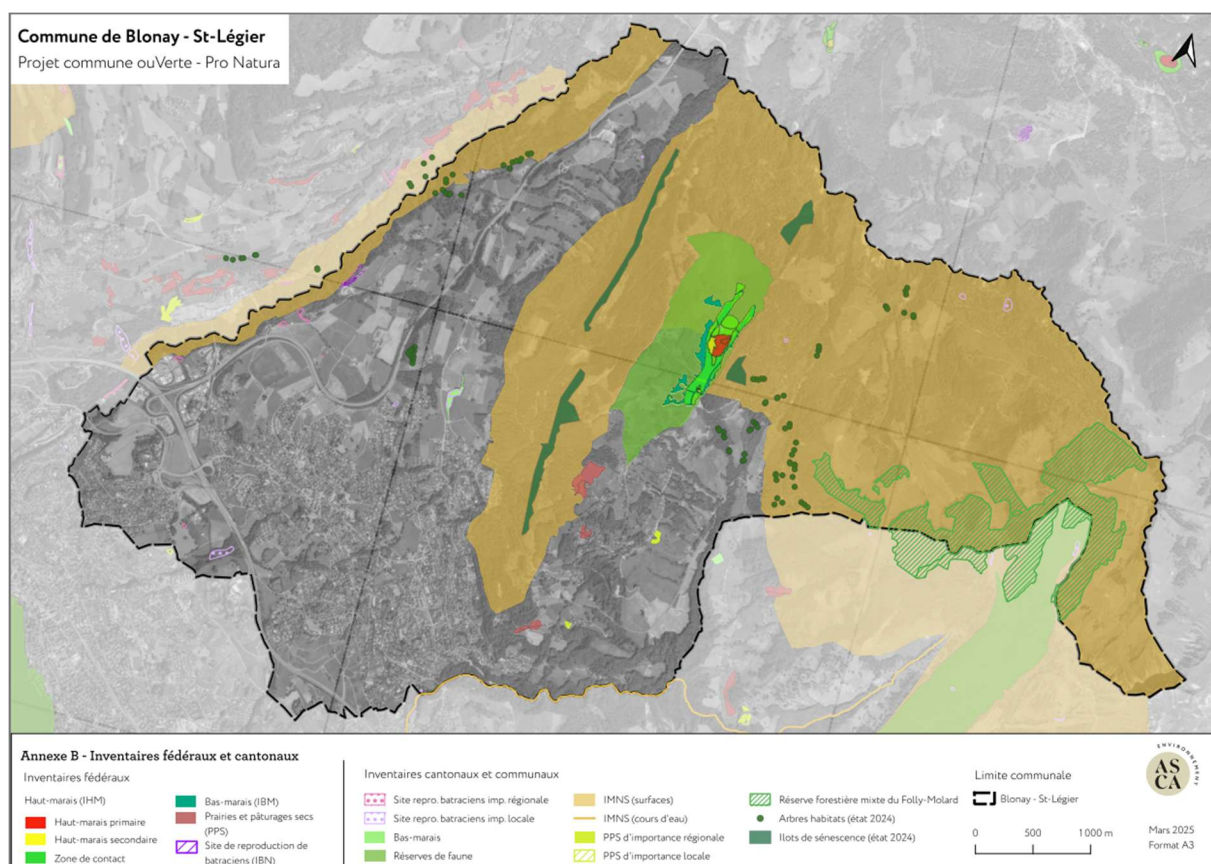 Commune de Blonay - St-Légier
Projet commune ouVerte - Pro Natura
Annexe B - Inventaires fédéraux et cantonaux
Inventaires fédéraux
Haut-marais (IHM)
Haut-marais primaire
Haut-marais secondaire
Zone de contact
Bas-marais (IBM)
Prairies et pâturages secs
(PPS)
Site de reproduction de
batraciens (IBN)
Inventaires cantonaux et communaux
Site repro. batraciens imp. régionale
Site repro. batraciens imp. locale
Bas-marais
Réserves de faune
IMNS (surfaces)
IMNS (cours d'eau)
PPS d'importance régionale
PPS d'importance locale
Réserve forestière mixte du Folly-Molard
Arbres habitats (état 2024)
Ilots de sénescence (état 2024)
Limite communale
Blonay - St-Légier
0 500 1000 m
ASCA
ENVIRONNEMENT
Mars 2025
Format A3